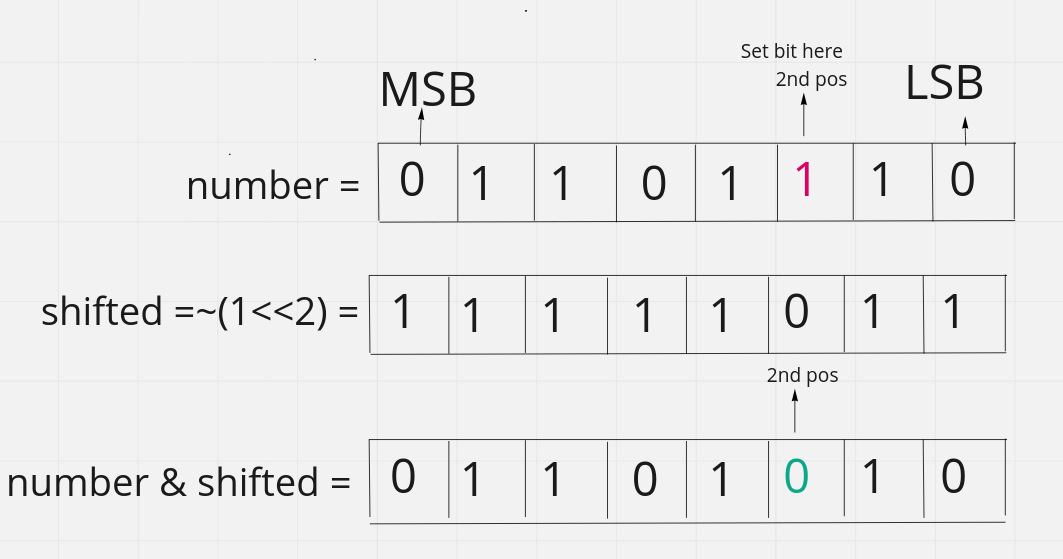 Set bit here
2nd pos
MSB
LSB
number = 0 1 1 0 1 1 1 0
shifted =~(1<<2) = 1 1 1 1 1 0 1 1
2nd pos
number & shifted = 0 1 1 0 1 0 1 0